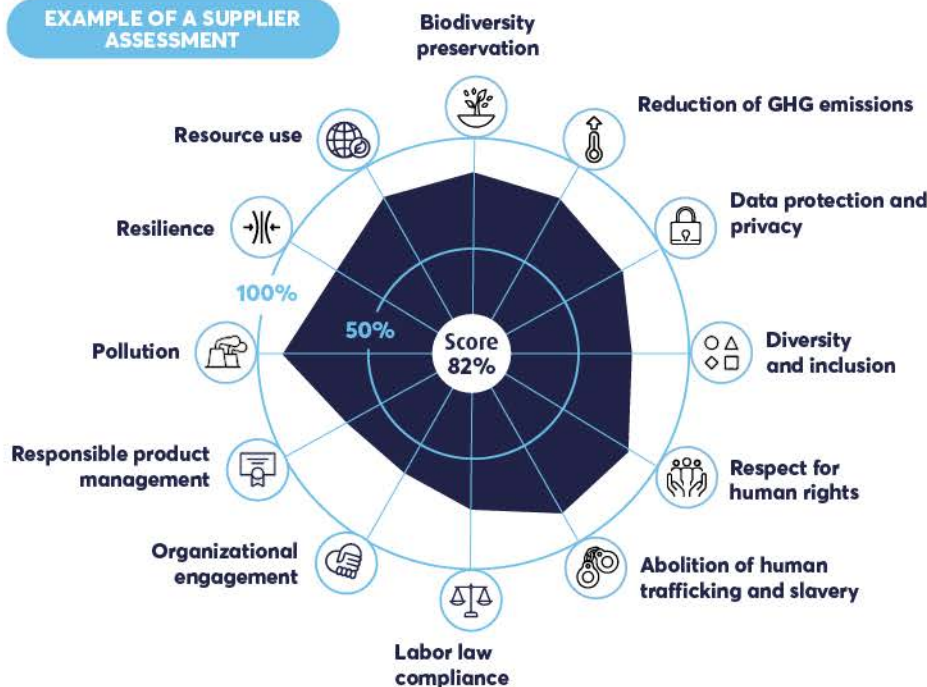 EXAMPLE OF A SUPPLIER
ASSESSMENT
Biodiversity
preservation
Reduction of GHG emissions
Data protection and
privacy
Diversity
and inclusion
Respect for
human rights
Abolition of human
trafficking and slavery
Labor law
compliance
Organizational
engagement
Responsible product
management
Pollution
Resilience
Resource use
100%
50%
Score
82%